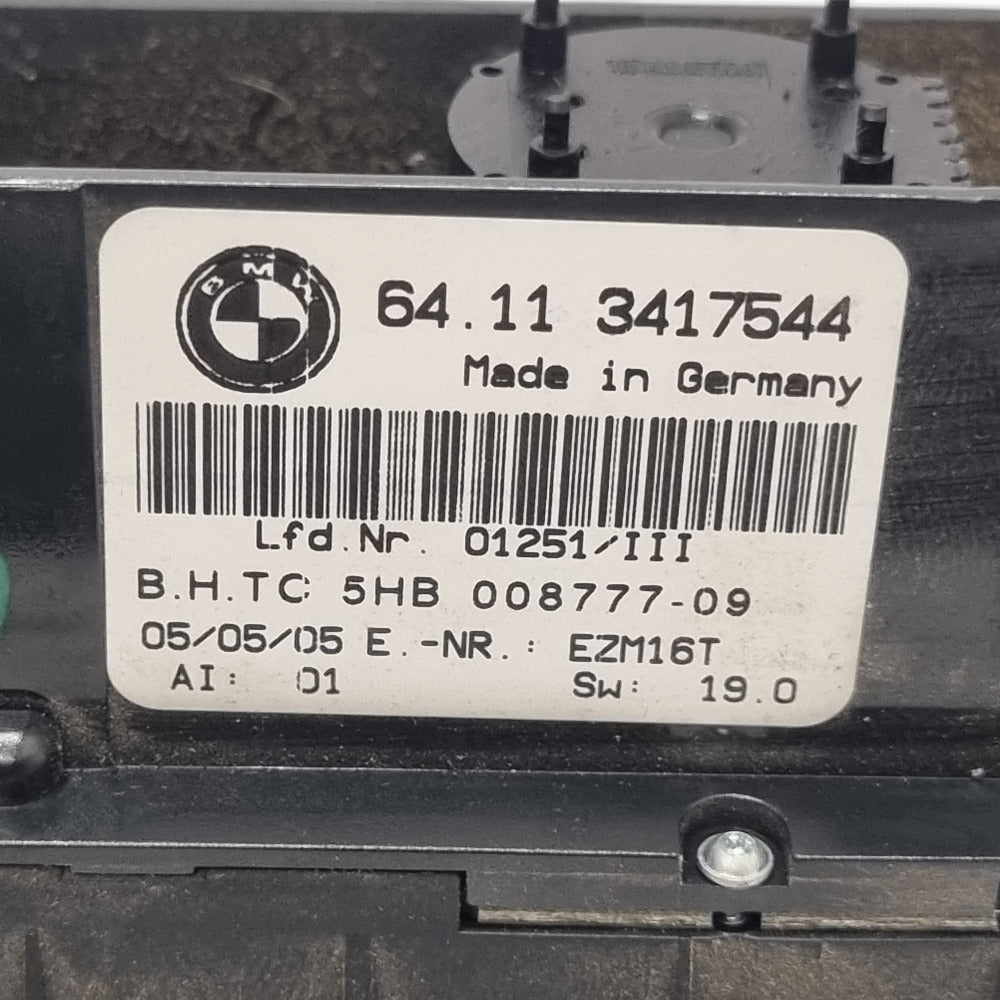 BMW
64.11 3417544
Made in Germany
Lfd.Nr. 01251/III
B.H.TC 5HB 008777-09
05/05/05 E.-NR.: EZM16T
AI: 01 Sw: 19.0